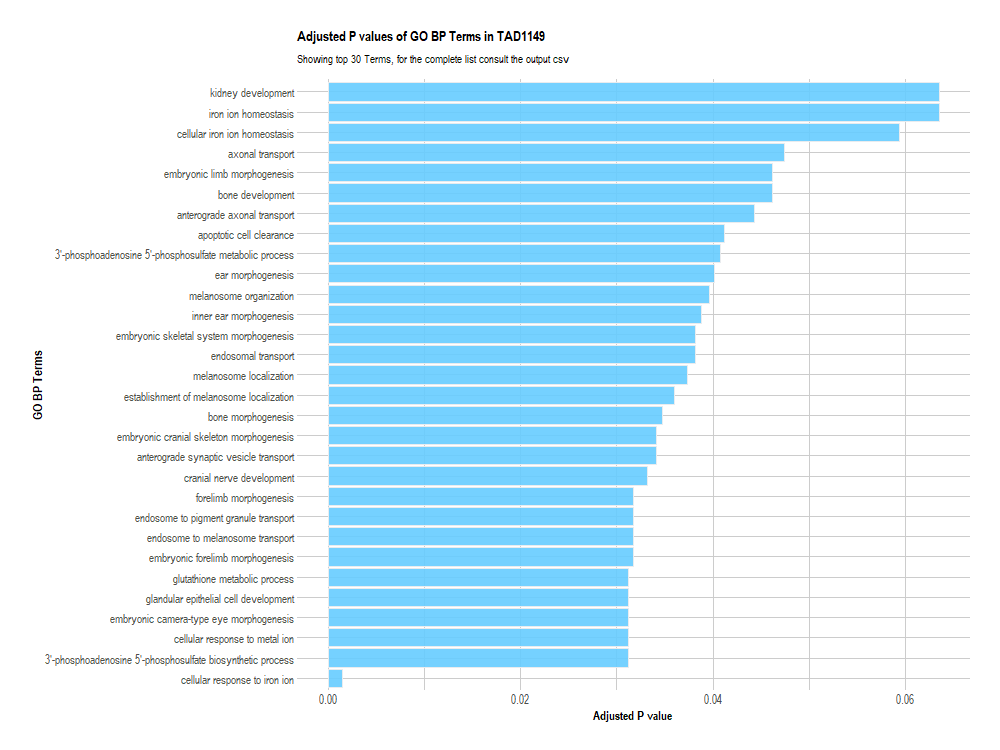 Adjusted P values of GO BP Terms in TAD1149
Showing top 30 Terms, for the complete list consult the output csv
GO BP Terms
kidney development
iron ion homeostasis
cellular iron ion homeostasis
axonal transport
embryonic limb morphogenesis
bone development
anterograde axonal transport
apoptotic cell clearance
3'-phosphoadenosine 5'-phosphosulfate metabolic process
ear morphogenesis
melanosome organization
inner ear morphogenesis
embryonic skeletal system morphogenesis
endosomal transport
melanosome localization
establishment of melanosome localization
bone morphogenesis
embryonic cranial skeleton morphogenesis
anterograde synaptic vesicle transport
cranial nerve development
forelimb morphogenesis
endosome to pigment granule transport
endosome to melanosome transport
embryonic forelimb morphogenesis
glutathione metabolic process
glandular epithelial cell development
embryonic camera-type eye morphogenesis
cellular response to metal ion
3'-phosphoadenosine 5'-phosphosulfate biosynthetic process
cellular response to iron ion
0.00 0.02 0.04 0.06
Adjusted P value